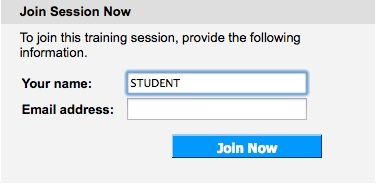 Join Session Now
To join this training session, provide the following
information.
Your name: STUDENT
Email address:
Join Now